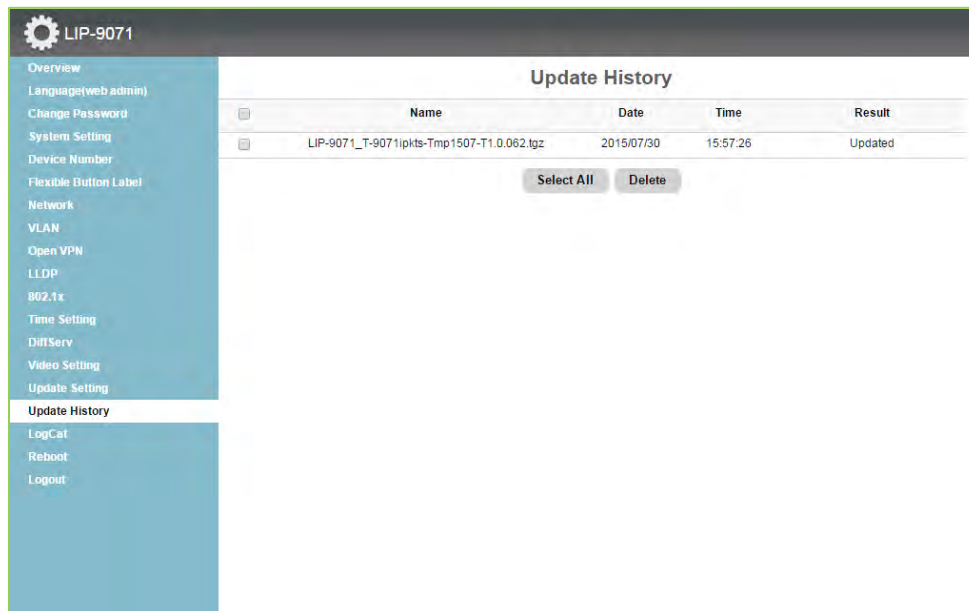 LIP-9071
Overview
Language(web admin)
Change Password
System Setting
Device Number
Flexible Button Label
Network
VLAN
Open VPN
LLDP
802.1x
Time Setting
DiffServ
Video Setting
Update Setting
Update History
LogCat
Reboot
Logout
Update History
Name Date Time Result
LIP-9071_T-9071ipkts-Tmp1507-T1.0.062.tgz 2015/07/30 15:57:26 Updated
Select All Delete